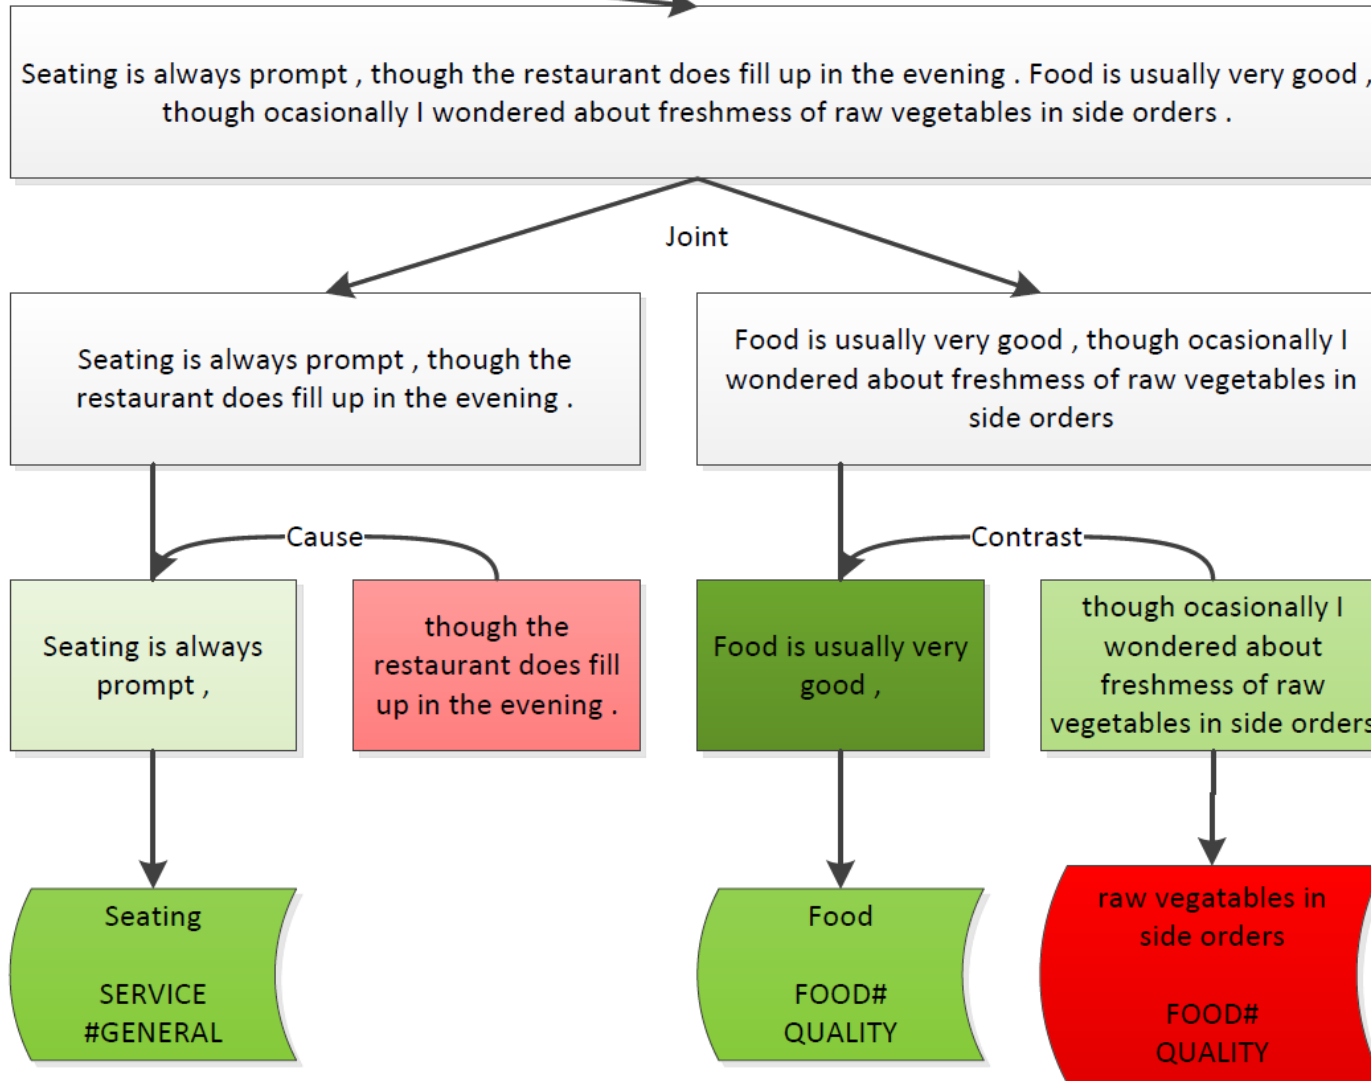 Seating is always prompt , though the restaurant does fill up in the evening . Food is usually very good ,
though ocasionally I wondered about freshmess of raw vegetables in side orders .
Joint
Seating is always prompt , though the
restaurant does fill up in the evening .
Food is usually very good , though ocasionally I
wondered about freshmess of raw vegetables in
side orders
Cause
Contrast
Seating is always
prompt ,
though the
restaurant does fill
up in the evening .
Food is usually very
good ,
though ocasionally I
wondered about
freshmess of raw
vegetables in side orders
Seating
SERVICE
#GENERAL
Food
FOOD#
QUALITY
raw vegatables in
side orders
FOOD#
QUALITY